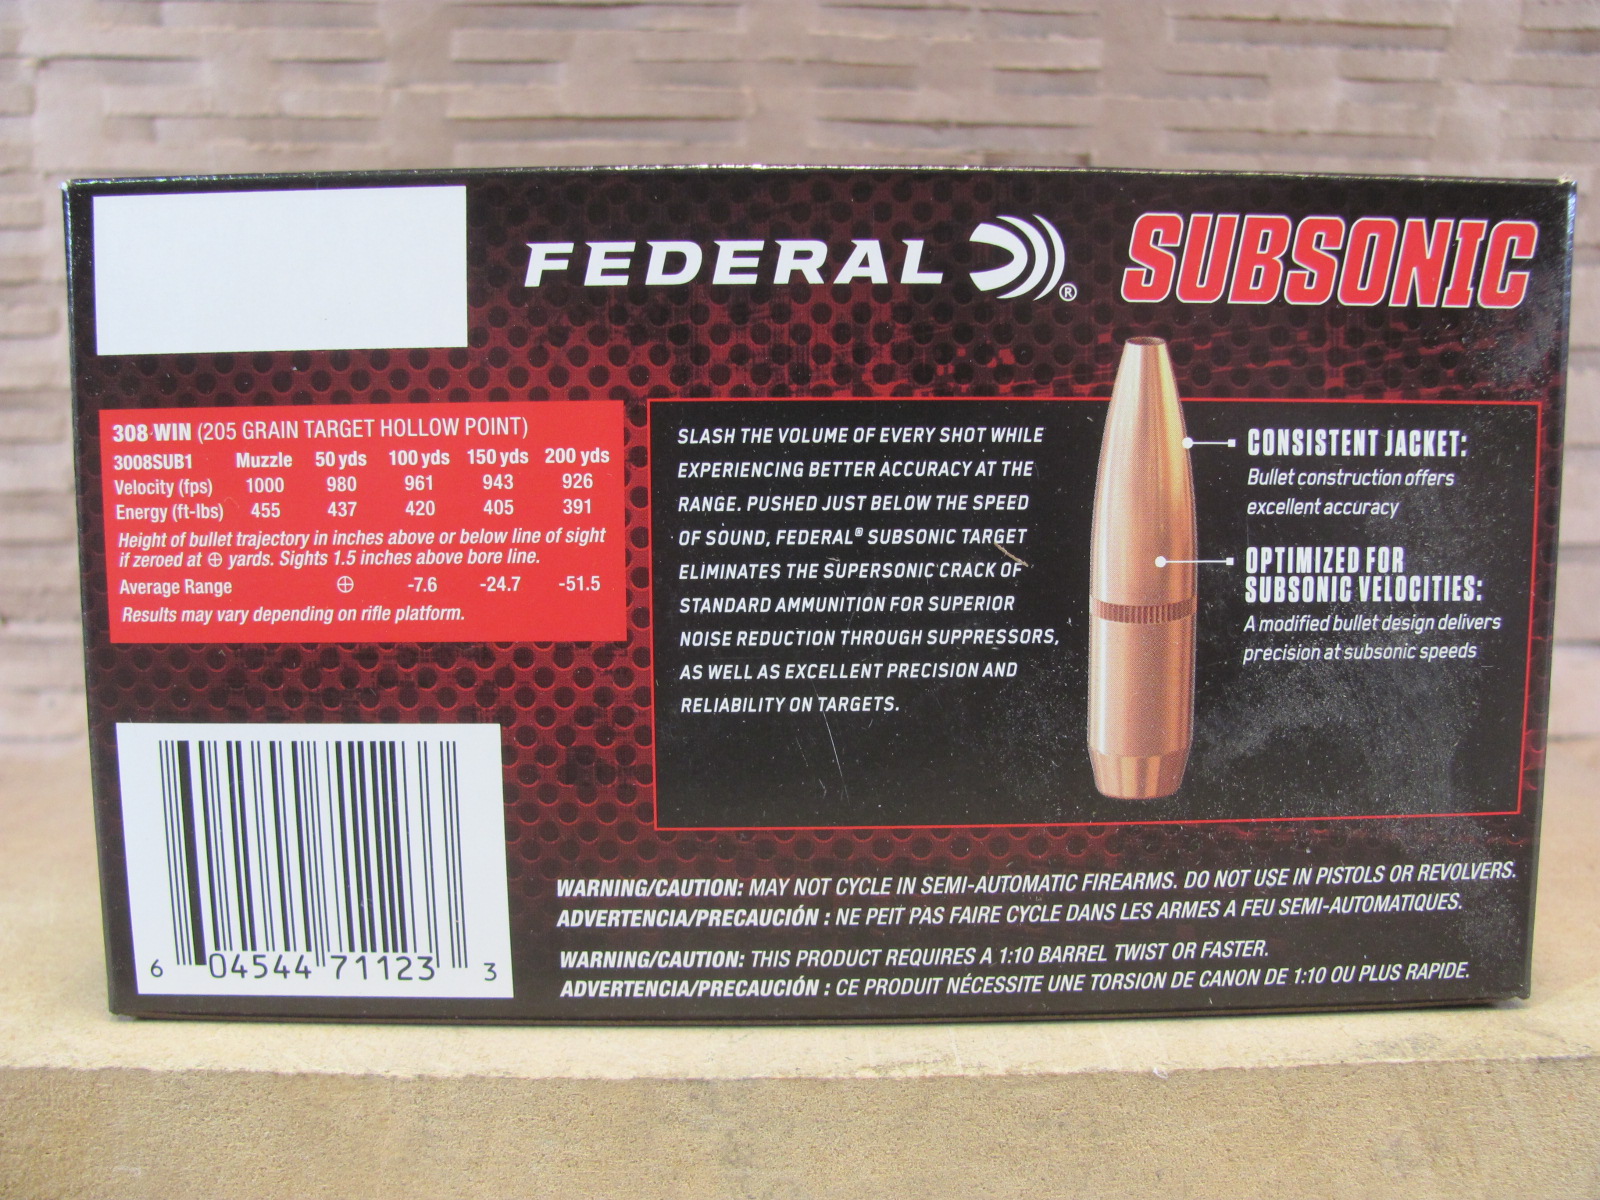 FEDERAL ®
SUBSONIC
308 WIN (205 GRAIN TARGET HOLLOW POINT)
3008SUB1 Muzzle 50 yds 100 yds 150 yds 200 yds
Velocity (fps) 1000 980 961 943 926
Energy (ft-lbs) 455 437 420 405 391
Height of bullet trajectory in inches above or below line of sight
if zeroed at ⊕ yards. Sights 1.5 inches above bore line.
Average Range ⊕ -7.6 -24.7 -51.5
Results may vary depending on rifle platform.
SLASH THE VOLUME OF EVERY SHOT WHILE
EXPERIENCING BETTER ACCURACY AT THE
RANGE. PUSHED JUST BELOW THE SPEED
OF SOUND, FEDERAL® SUBSONIC TARGET
ELIMINATES THE SUPERSONIC CRACK OF
STANDARD AMMUNITION FOR SUPERIOR
NOISE REDUCTION THROUGH SUPPRESSORS,
AS WELL AS EXCELLENT PRECISION AND
RELIABILITY ON TARGETS.
CONSISTENT JACKET:
Bullet construction offers
excellent accuracy
OPTIMIZED FOR
SUBSONIC VELOCITIES:
A modified bullet design delivers
precision at subsonic speeds
6 04544 71123 3
WARNING/CAUTION: MAY NOT CYCLE IN SEMI-AUTOMATIC FIREARMS. DO NOT USE IN PISTOLS OR REVOLVERS.
ADVERTENCIA/PRECAUCIÓN : NE PEIT PAS FAIRE CYCLE DANS LES ARMES A FEU SEMI-AUTOMATIQUES.
WARNING/CAUTION: THIS PRODUCT REQUIRES A 1:10 BARREL TWIST OR FASTER.
ADVERTENCIA/PRECAUCIÓN : CE PRODUIT NÉCESSITE UNE TORSION DE CANON DE 1:10 OU PLUS RAPIDE.